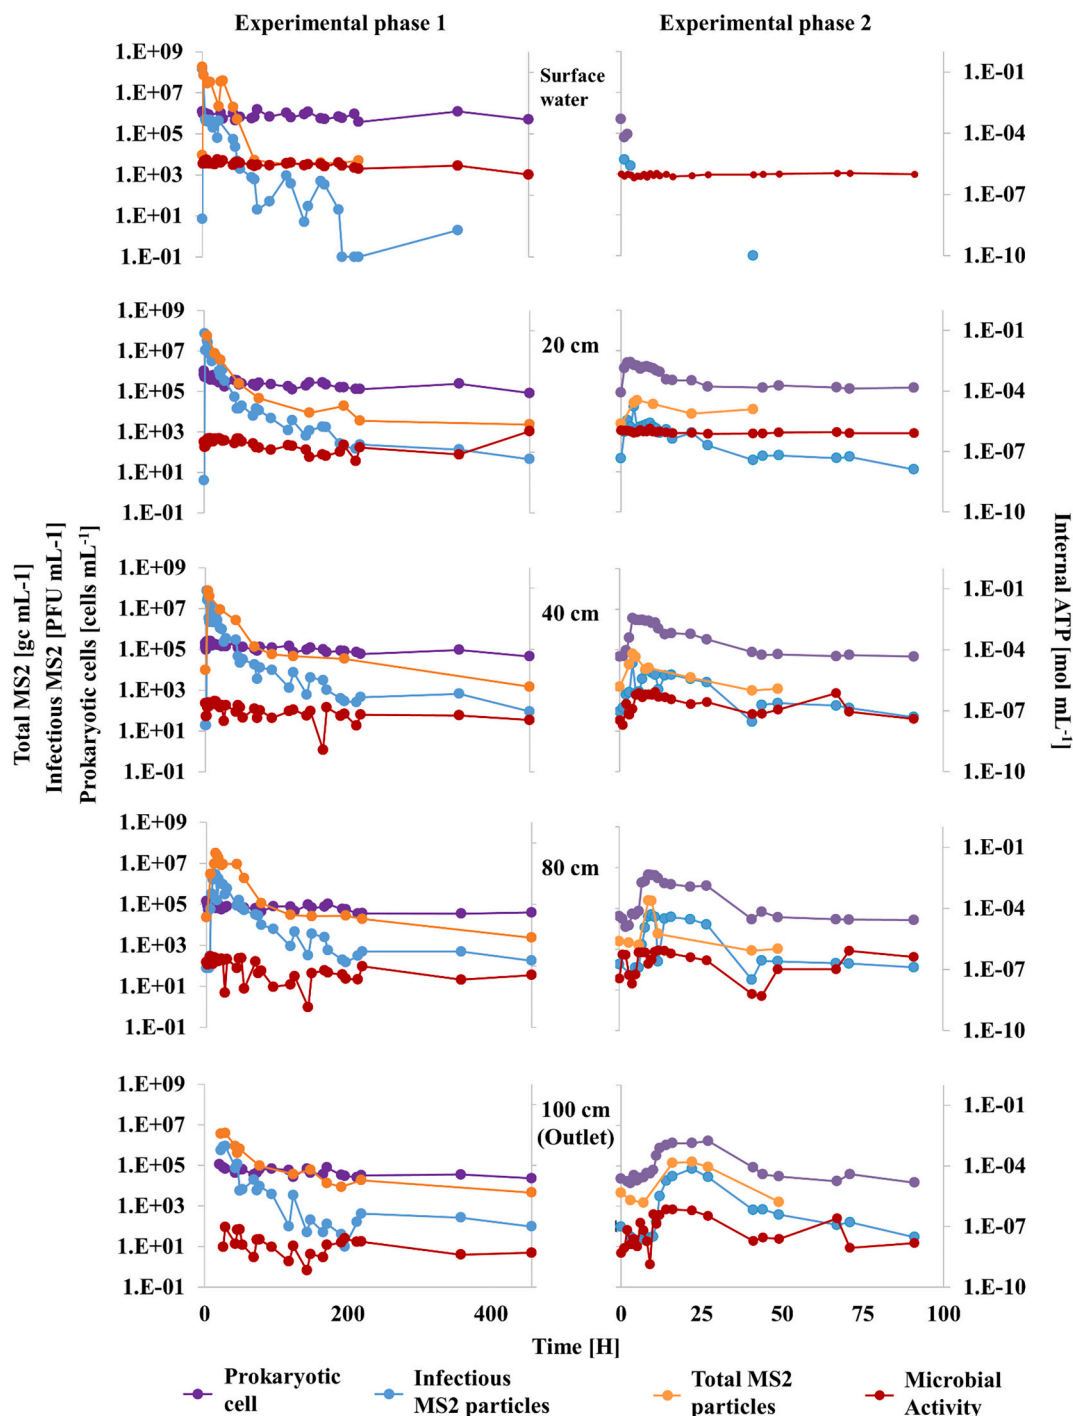 Experimental phase 1
Experimental phase 2
1.E+09
1.E+07
1.E+05
1.E+03
1.E+01
1.E-01
Surface
water
1.E-01
1.E-04
1.E-07
1.E-10
1.E+09
1.E+07
1.E+05
1.E+03
1.E+01
1.E-01
20 cm
1.E-01
1.E-04
1.E-07
1.E-10
Total MS2 [gc mL-1]
Infectious MS2 [PFU mL-1]
Prokaryotic cells [cells mL⁻¹]
1.E+09
1.E+07
1.E+05
1.E+03
1.E+01
1.E-01
40 cm
1.E-01
1.E-04
1.E-07
1.E-10
Internal ATP [mol mL⁻¹]
1.E+09
1.E+07
1.E+05
1.E+03
1.E+01
1.E-01
80 cm
1.E-01
1.E-04
1.E-07
1.E-10
1.E+09
1.E+07
1.E+05
1.E+03
1.E+01
1.E-01
100 cm
(Outlet)
1.E-01
1.E-04
1.E-07
1.E-10
0 200 400
0 25 50 75 100
Time [H]
Prokaryotic
cell
Infectious
MS2 particles
Total MS2
particles
Microbial
Activity